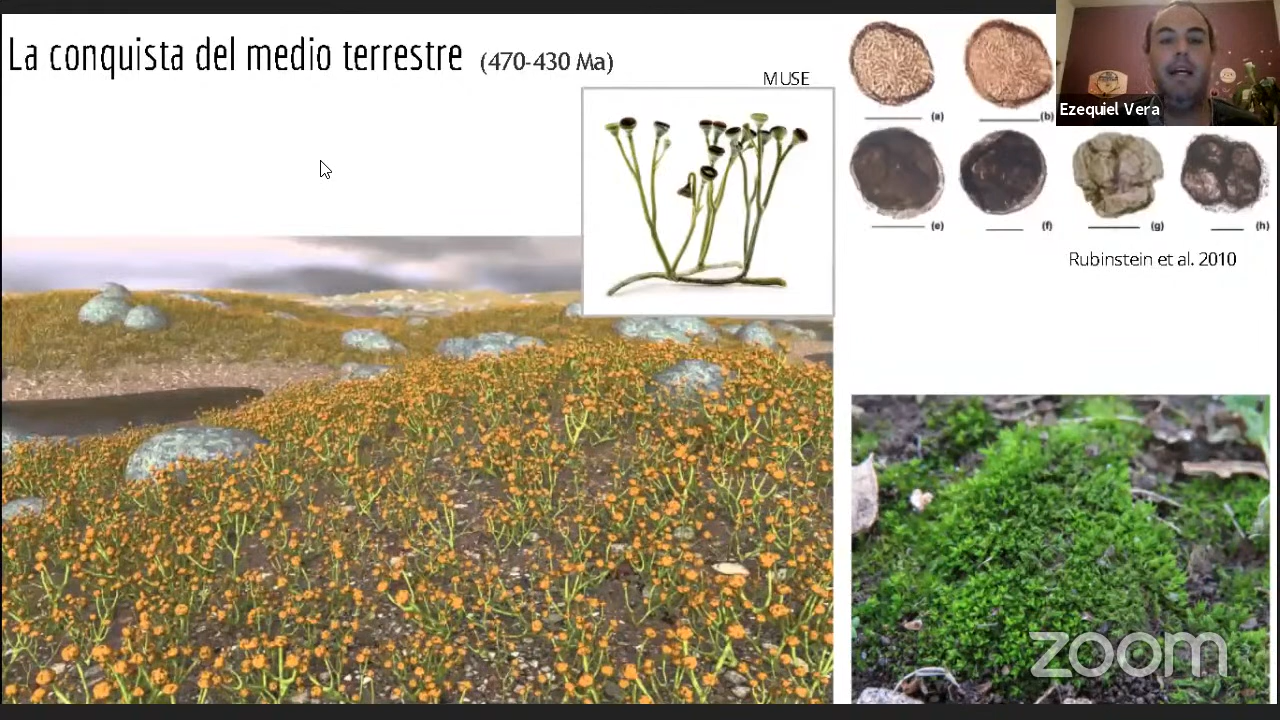 La conquista del medio terrestre (470-430 Ma)
MUSE
(a)
(b)
Ezequiel Vera
(e)
(f)
(g)
(h)
Rubinstein et al. 2010
zoom